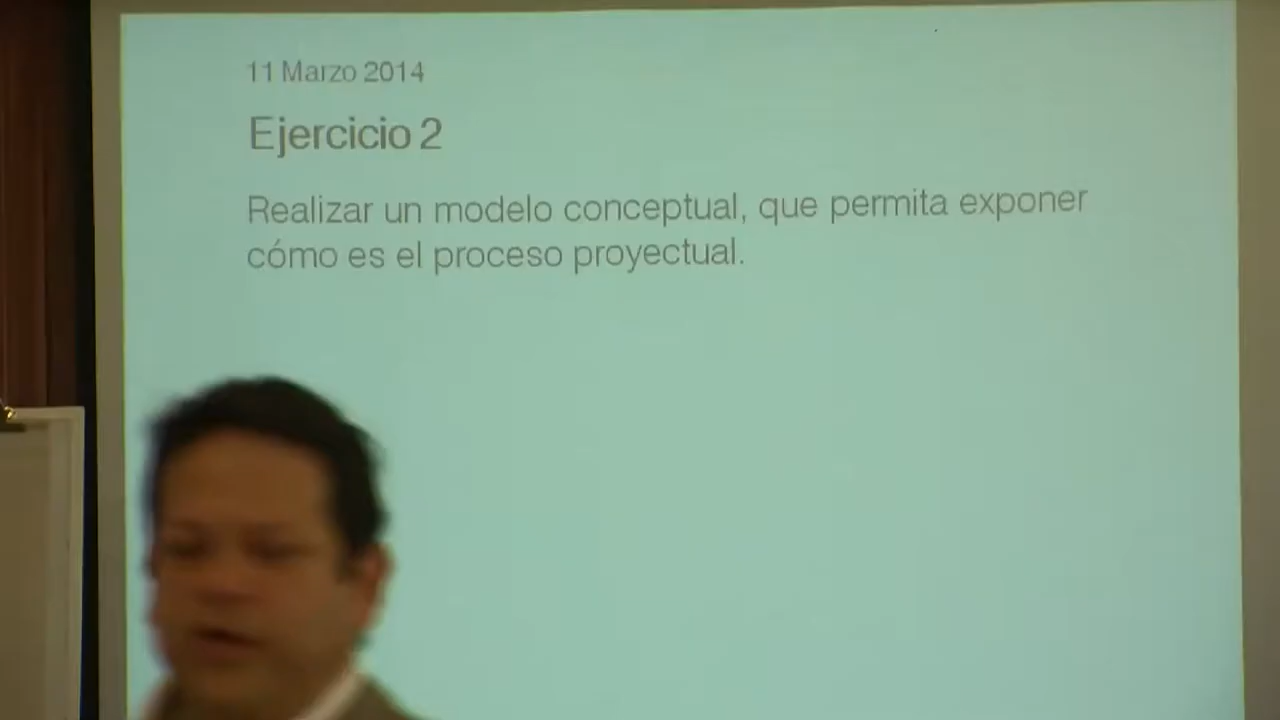 11 Marzo 2014
Ejercicio 2
Realizar un modelo conceptual, que permita exponer
cómo es el proceso proyectual.